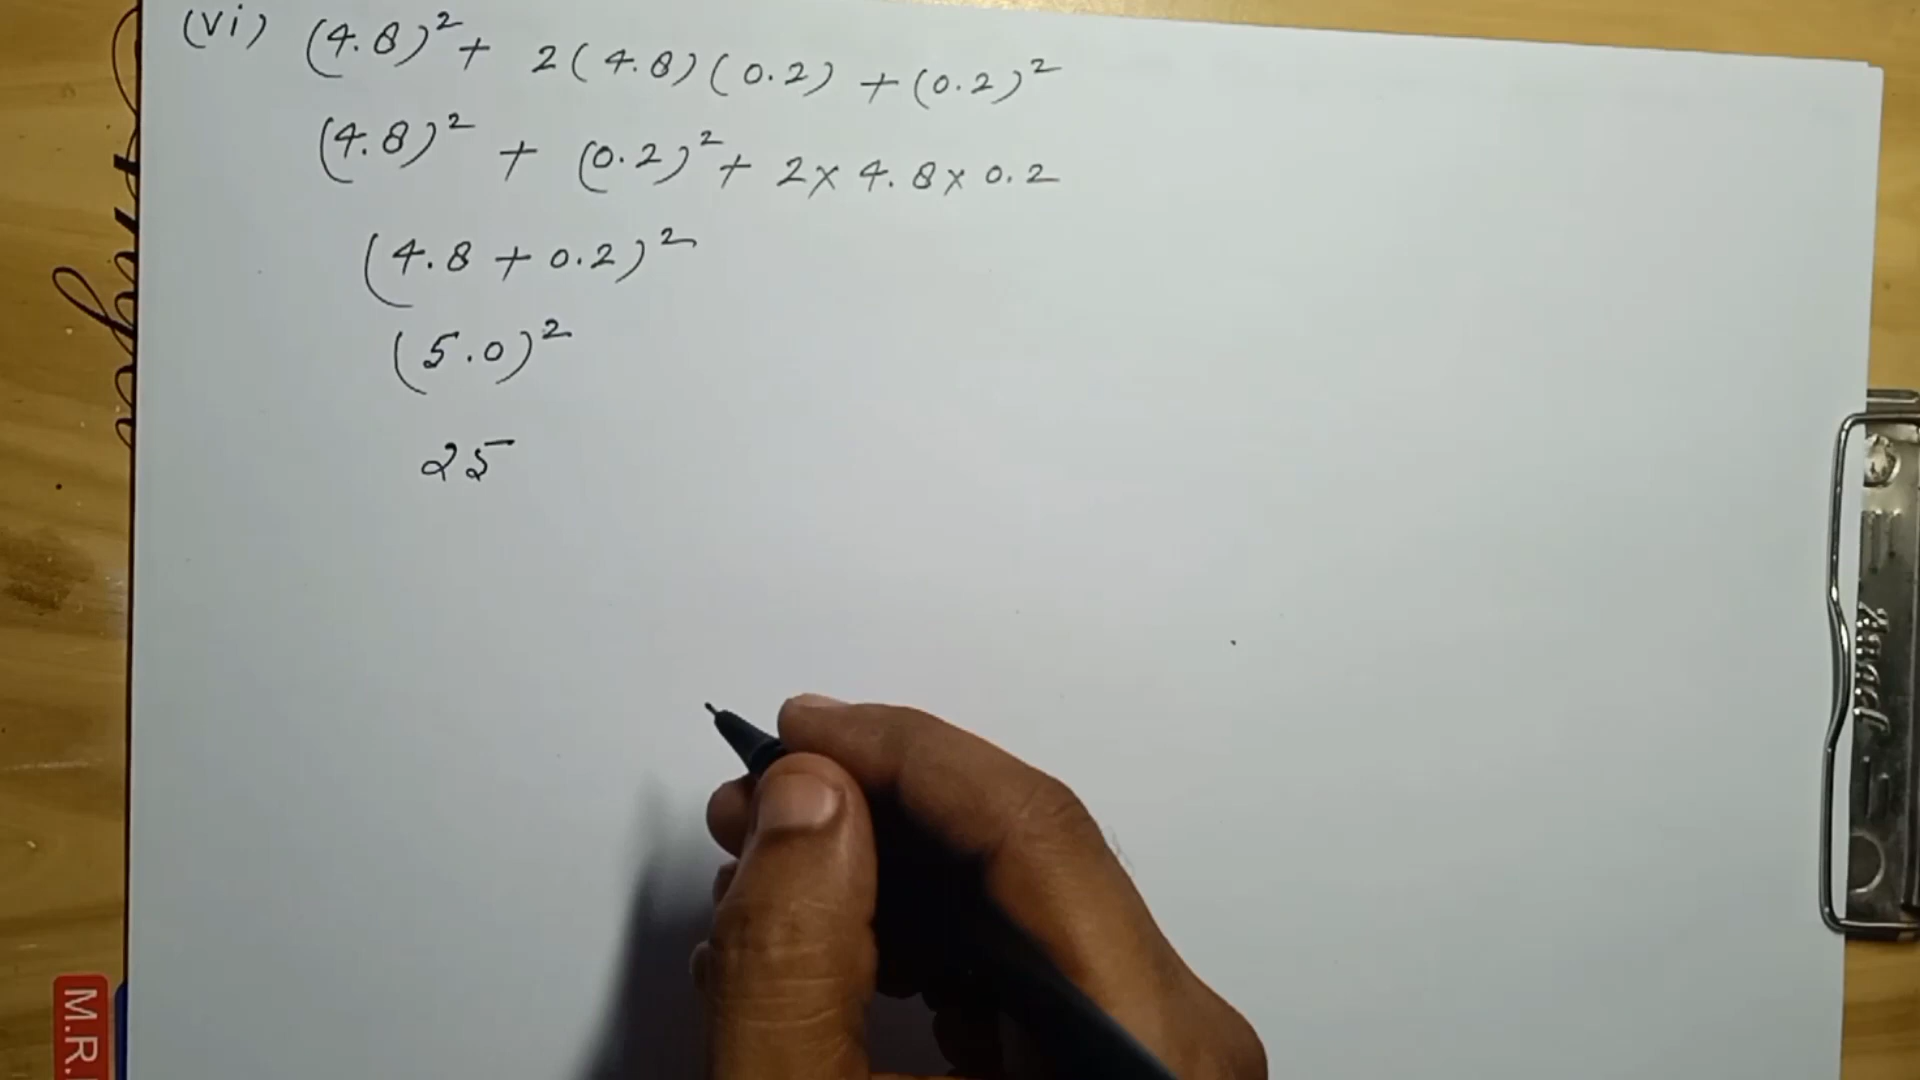 (vi) (4.8)² + 2(4.8)(0.2) + (0.2)²
(4.8)² + (0.2)² + 2 × 4.8 × 0.2
(4.8 + 0.2)²
(5.0)²
25
M.R.